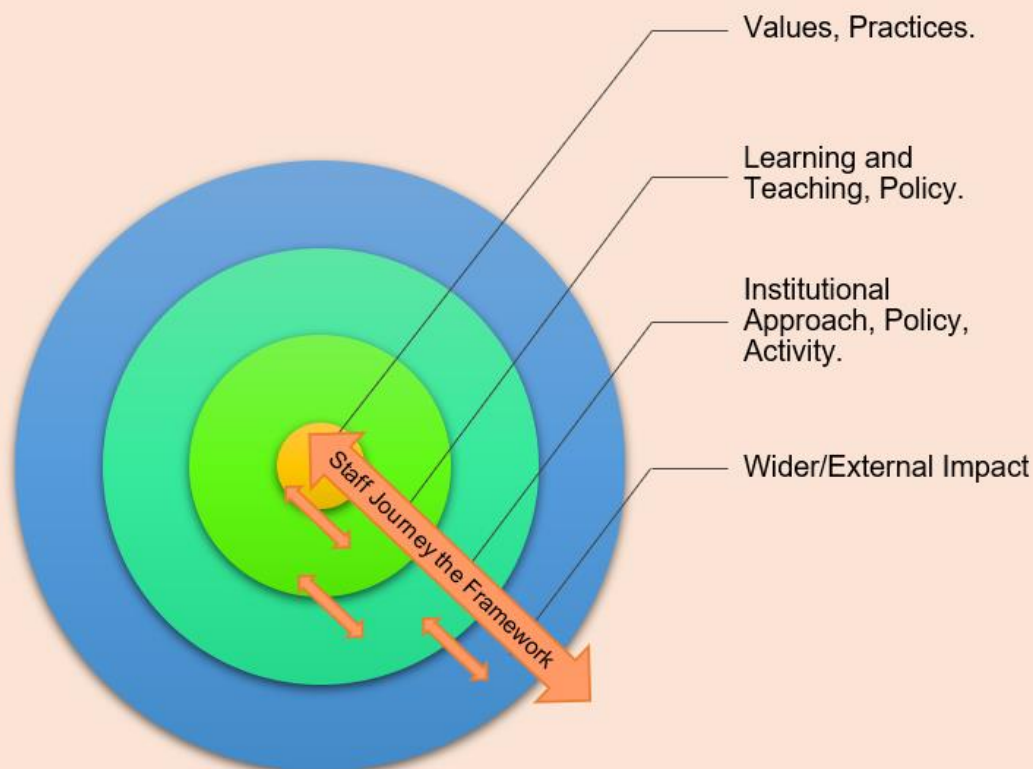 Values, Practices.
Learning and
Teaching, Policy.
Institutional
Approach, Policy,
Activity.
Wider/External Impact
Staff Journey the Framework